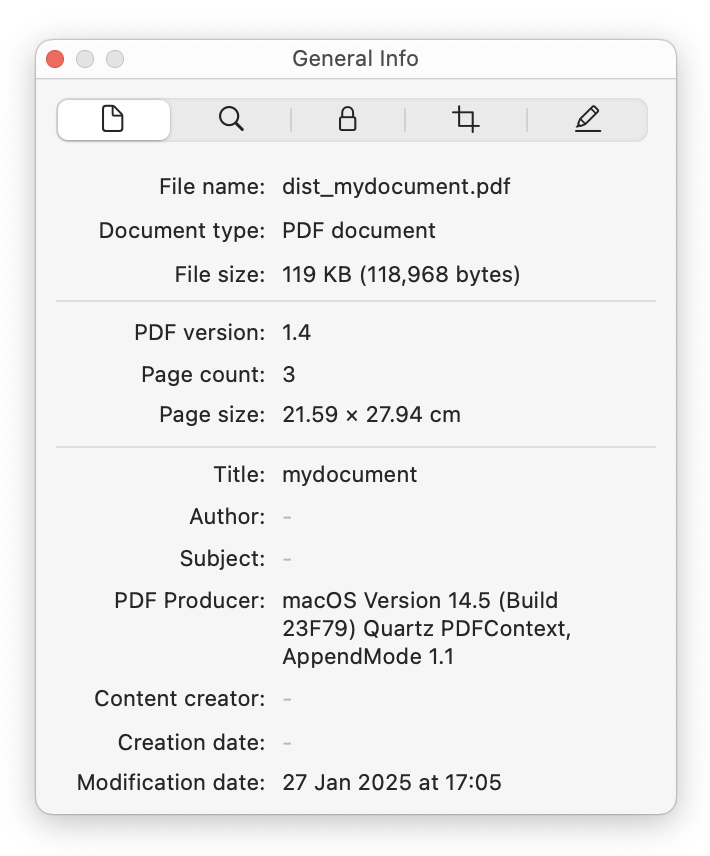 General Info
File name: dist_mydocument.pdf
Document type: PDF document
File size: 119 KB (118,968 bytes)
PDF version: 1.4
Page count: 3
Page size: 21.59 × 27.94 cm
Title: mydocument
Author: –
Subject: –
PDF Producer: macOS Version 14.5 (Build
23F79) Quartz PDFContext,
AppendMode 1.1
Content creator: –
Creation date: –
Modification date: 27 Jan 2025 at 17:05